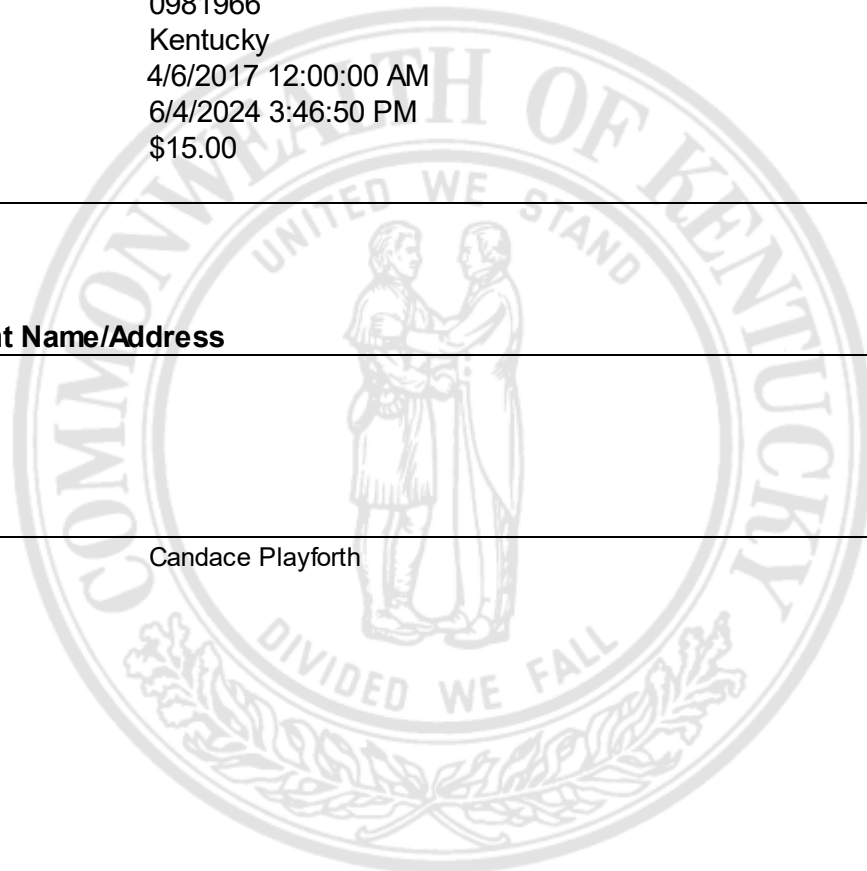 0981966
Kentucky
4/6/2017 12:00:00 AM
6/4/2024 3:46:50 PM
$15.00
COMMONWEALTH OF KENTUCKY
UNITED WE STAND
t Name/Address
Candace Playforth
DIVIDED WE FALL